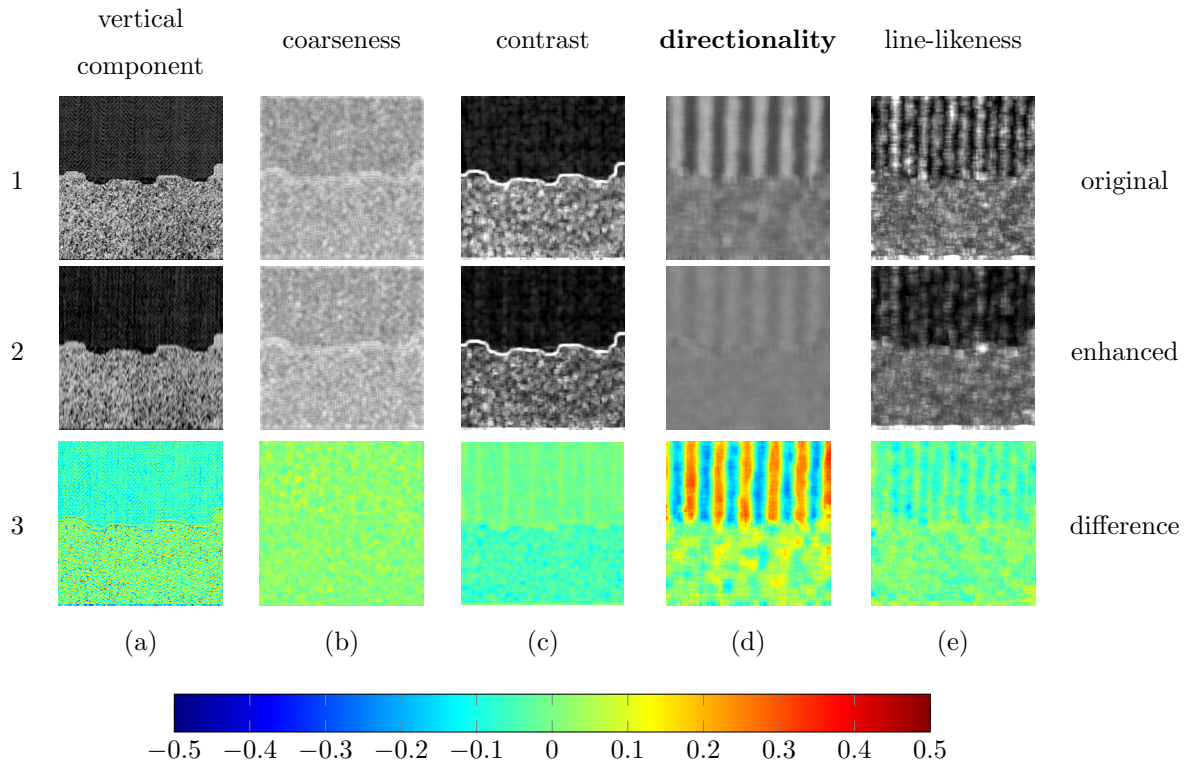 vertical
component
coarseness
contrast
directionality
line-likeness
1
original
2
enhanced
3
difference
(a)
(b)
(c)
(d)
(e)
−0.5 −0.4 −0.3 −0.2 −0.1 0 0.1 0.2 0.3 0.4 0.5